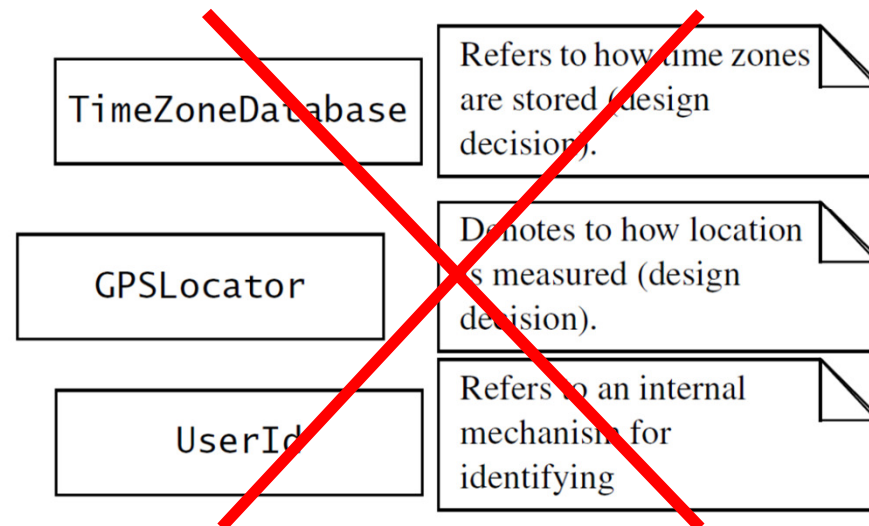 TimeZoneDatabase
Refers to how time zones
are stored (design
decision).
GPSLocator
Denotes to how location
is measured (design
decision).
UserId
Refers to an internal
mechanism for
identifying